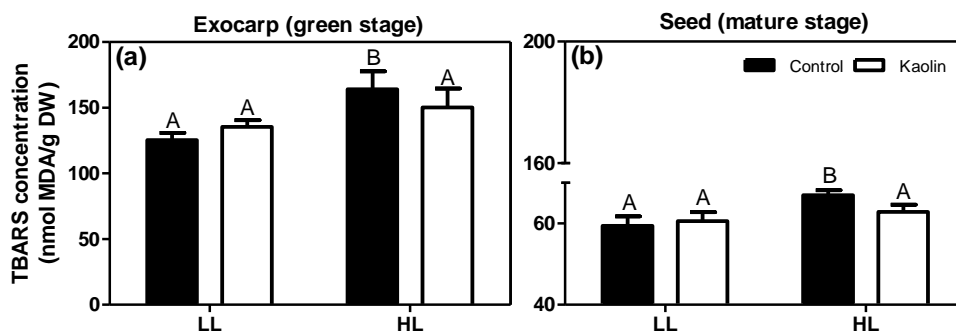 Exocarp (green stage)
Seed (mature stage)
TBARS concentration
(nmol MDA/g DW)
200
150
100
50
0
(a)
A
A
B
A
LL
HL
200
160
60
40
(b)
Control
Kaolin
A
A
B
A
LL
HL